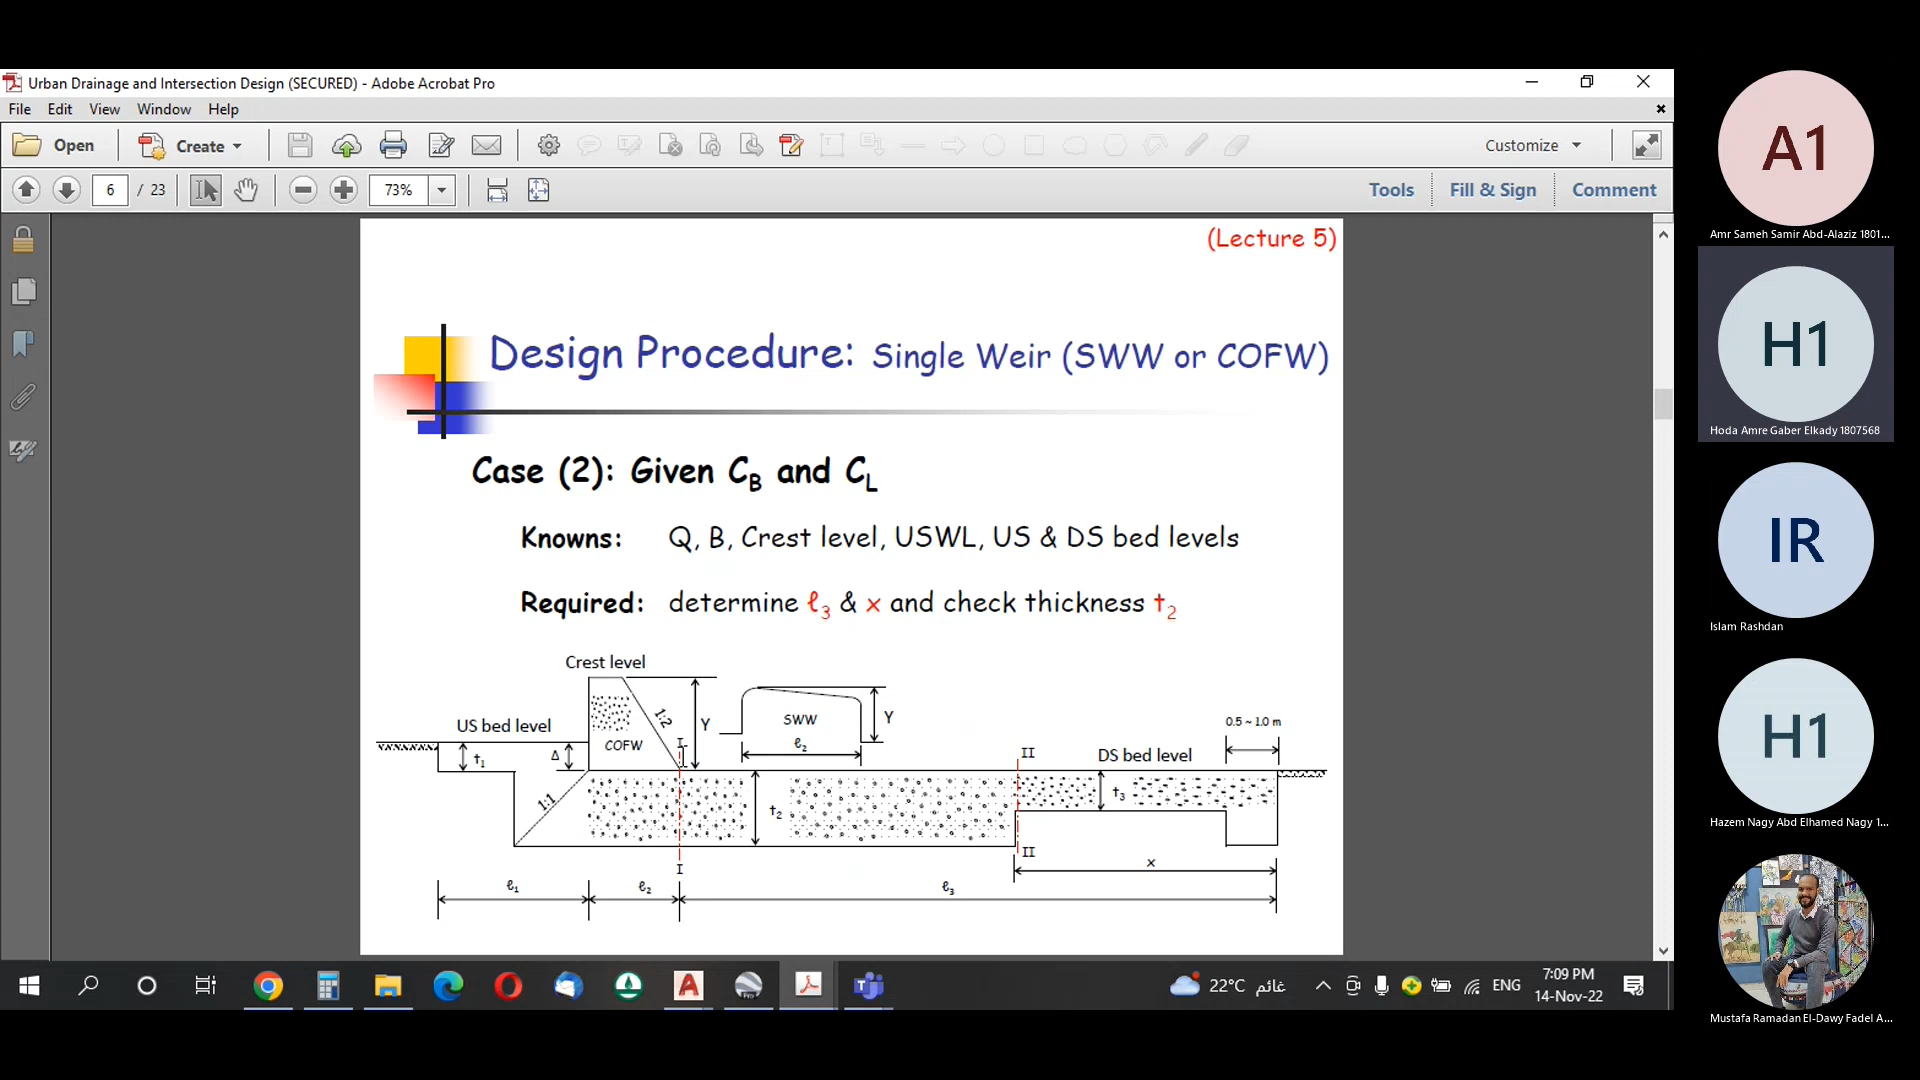 Urban Drainage and Intersection Design (SECURED) - Adobe Acrobat Pro
File Edit View Window Help
Open Create Customize
6 / 23 73% Tools Fill & Sign Comment
(Lecture 5)
Design Procedure: Single Weir (SWW or COFW)
Case (2): Given C_B and C_L
Knowns: Q, B, Crest level, USWL, US & DS bed levels
Required: determine ℓ₃ & x and check thickness t₂
Crest level
US bed level
t₁
Δ
COFW
1:2
Y
SWW
ℓ₂
Y
0.5 ~ 1.0 m
DS bed level
I
II
1:1
t₂
t₃
I
II
x
ℓ₁
ℓ₂
ℓ₃
22°C غائم
ENG
7:09 PM
14-Nov-22
A1
Amr Sameh Samir Abd-Alaziz 1801...
H1
Hoda Amre Gaber Elkady 1807568
IR
Islam Rashdan
H1
Hazem Nagy Abd Elhamed Nagy 1...
Mustafa Ramadan El-Dawy Fadel A...